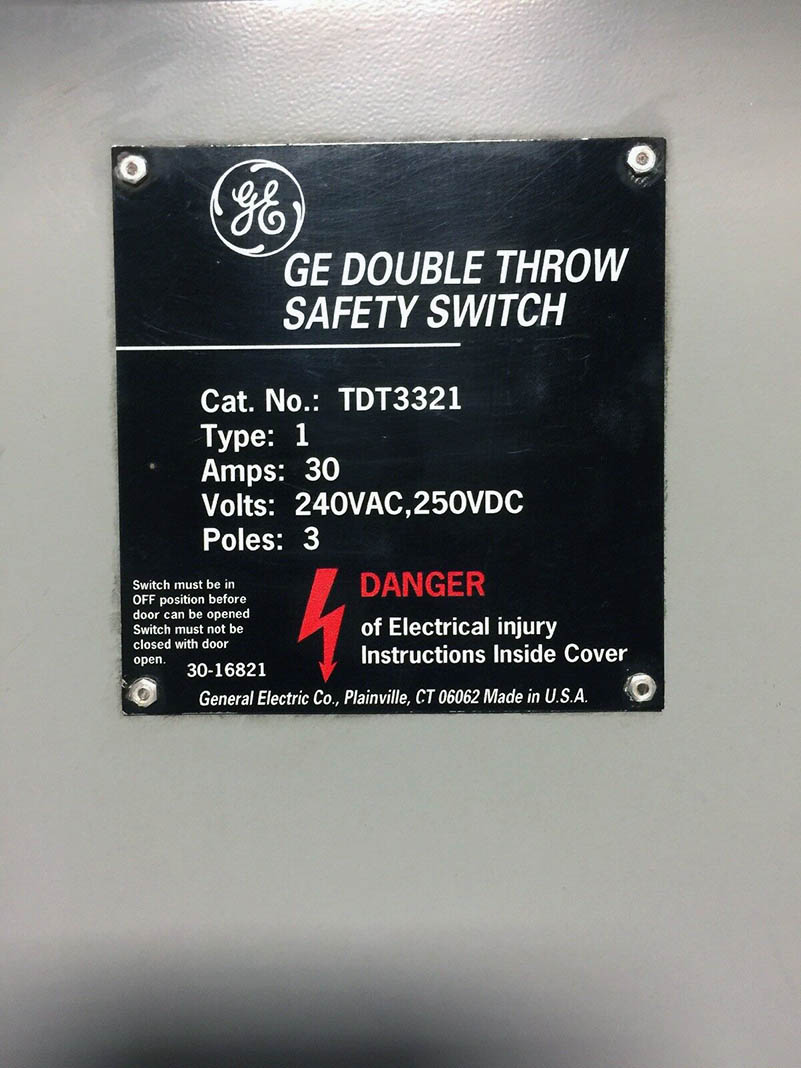 GE
GE DOUBLE THROW
SAFETY SWITCH
Cat. No.: TDT3321
Type: 1
Amps: 30
Volts: 240VAC,250VDC
Poles: 3
Switch must be in
OFF position before
door can be opened
Switch must not be
closed with door
open.
30-16821
DANGER
of Electrical injury
Instructions Inside Cover
General Electric Co., Plainville, CT 06062 Made in U.S.A.